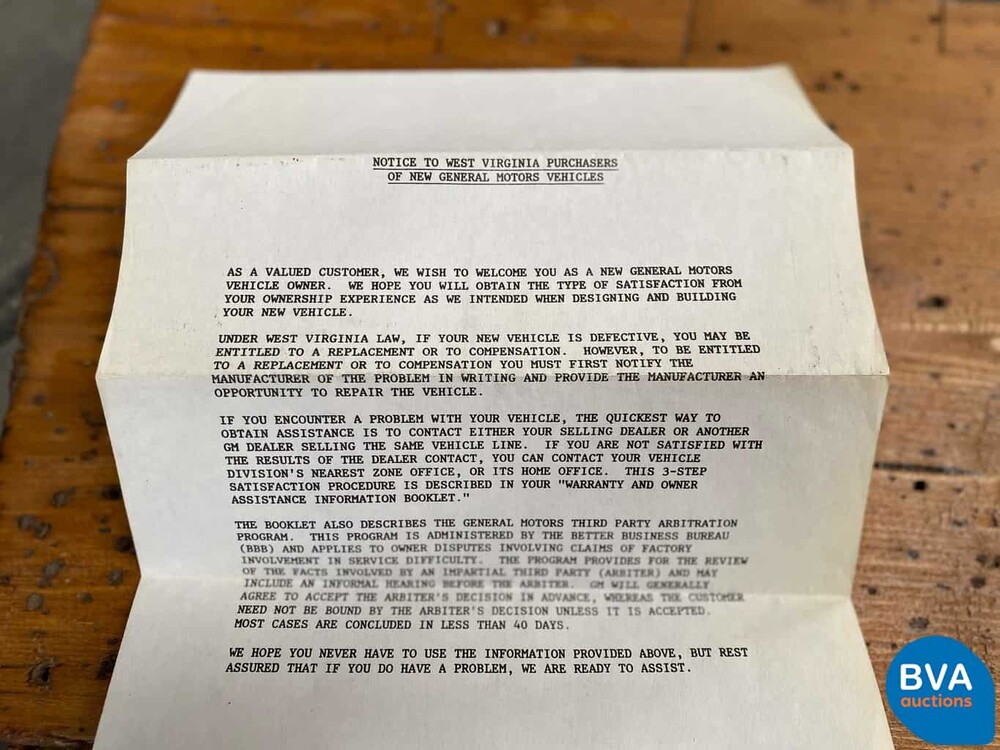 NOTICE TO WEST VIRGINIA PURCHASERS
OF NEW GENERAL MOTORS VEHICLES
AS A VALUED CUSTOMER, WE WISH TO WELCOME YOU AS A NEW GENERAL MOTORS
VEHICLE OWNER. WE HOPE YOU WILL OBTAIN THE TYPE OF SATISFACTION FROM
YOUR OWNERSHIP EXPERIENCE AS WE INTENDED WHEN DESIGNING AND BUILDING
YOUR NEW VEHICLE.
UNDER WEST VIRGINIA LAW, IF YOUR NEW VEHICLE IS DEFECTIVE, YOU MAY BE
ENTITLED TO A REPLACEMENT OR TO COMPENSATION. HOWEVER, TO BE ENTITLED
TO A REPLACEMENT OR TO COMPENSATION YOU MUST FIRST NOTIFY THE
MANUFACTURER OF THE PROBLEM IN WRITING AND PROVIDE THE MANUFACTURER AN
OPPORTUNITY TO REPAIR THE VEHICLE.
IF YOU ENCOUNTER A PROBLEM WITH YOUR VEHICLE, THE QUICKEST WAY TO
OBTAIN ASSISTANCE IS TO CONTACT EITHER YOUR SELLING DEALER OR ANOTHER
GM DEALER SELLING THE SAME VEHICLE LINE. IF YOU ARE NOT SATISFIED WITH
THE RESULTS OF THE DEALER CONTACT, YOU CAN CONTACT YOUR VEHICLE
DIVISION'S NEAREST ZONE OFFICE, OR ITS HOME OFFICE. THIS 3-STEP
SATISFACTION PROCEDURE IS DESCRIBED IN YOUR "WARRANTY AND OWNER
ASSISTANCE INFORMATION BOOKLET."
THE BOOKLET ALSO DESCRIBES THE GENERAL MOTORS THIRD PARTY ARBITRATION
PROGRAM. THIS PROGRAM IS ADMINISTERED BY THE BETTER BUSINESS BUREAU
(BBB) AND APPLIES TO OWNER DISPUTES INVOLVING CLAIMS OF FACTORY
INVOLVEMENT IN SERVICE DIFFICULTY. THE PROGRAM PROVIDES FOR THE REVIEW
OF THE FACTS INVOLVED BY AN IMPARTIAL THIRD PARTY (ARBITER) AND MAY
INCLUDE AN INFORMAL HEARING BEFORE THE ARBITER. GM WILL GENERALLY
AGREE TO ACCEPT THE ARBITER'S DECISION IN ADVANCE, WHEREAS THE CUSTOMER
NEED NOT BE BOUND BY THE ARBITER'S DECISION UNLESS IT IS ACCEPTED.
MOST CASES ARE CONCLUDED IN LESS THAN 40 DAYS.
WE HOPE YOU NEVER HAVE TO USE THE INFORMATION PROVIDED ABOVE, BUT REST
ASSURED THAT IF YOU DO HAVE A PROBLEM, WE ARE READY TO ASSIST.
BVA
auctions